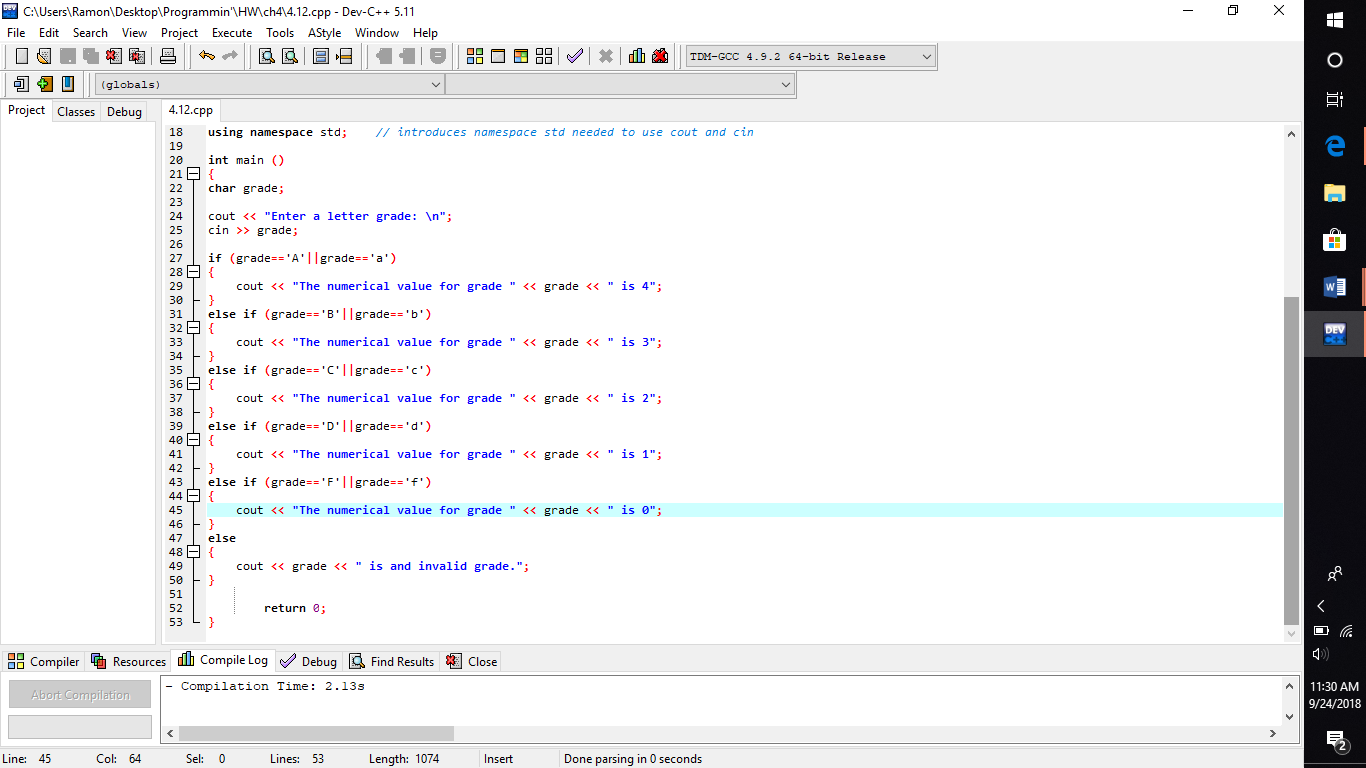 C:\Users\Ramon\Desktop\Programmin'\HW\ch4\4.12.cpp - Dev-C++ 5.11
File Edit Search View Project Execute Tools AStyle Window Help
TDM-GCC 4.9.2 64-bit Release
(globals)
Project Classes Debug
4.12.cpp
18 using namespace std;    // introduces namespace std needed to use cout and cin
19
20 int main ()
21 {
22 char grade;
23
24 cout << "Enter a letter grade: \n";
25 cin >> grade;
26
27 if (grade=='A'||grade=='a')
28 {
29     cout << "The numerical value for grade " << grade << " is 4";
30 }
31 else if (grade=='B'||grade=='b')
32 {
33     cout << "The numerical value for grade " << grade << " is 3";
34 }
35 else if (grade=='C'||grade=='c')
36 {
37     cout << "The numerical value for grade " << grade << " is 2";
38 }
39 else if (grade=='D'||grade=='d')
40 {
41     cout << "The numerical value for grade " << grade << " is 1";
42 }
43 else if (grade=='F'||grade=='f')
44 {
45     cout << "The numerical value for grade " << grade << " is 0";
46 }
47 else
48 {
49     cout << grade << " is and invalid grade.";
50 }
51
52         return 0;
53 }
Compiler Resources Compile Log Debug Find Results Close
Abort Compilation
- Compilation Time: 2.13s
Line: 45 Col: 64 Sel: 0 Lines: 53 Length: 1074 Insert Done parsing in 0 seconds
DEV
11:30 AM
9/24/2018
2